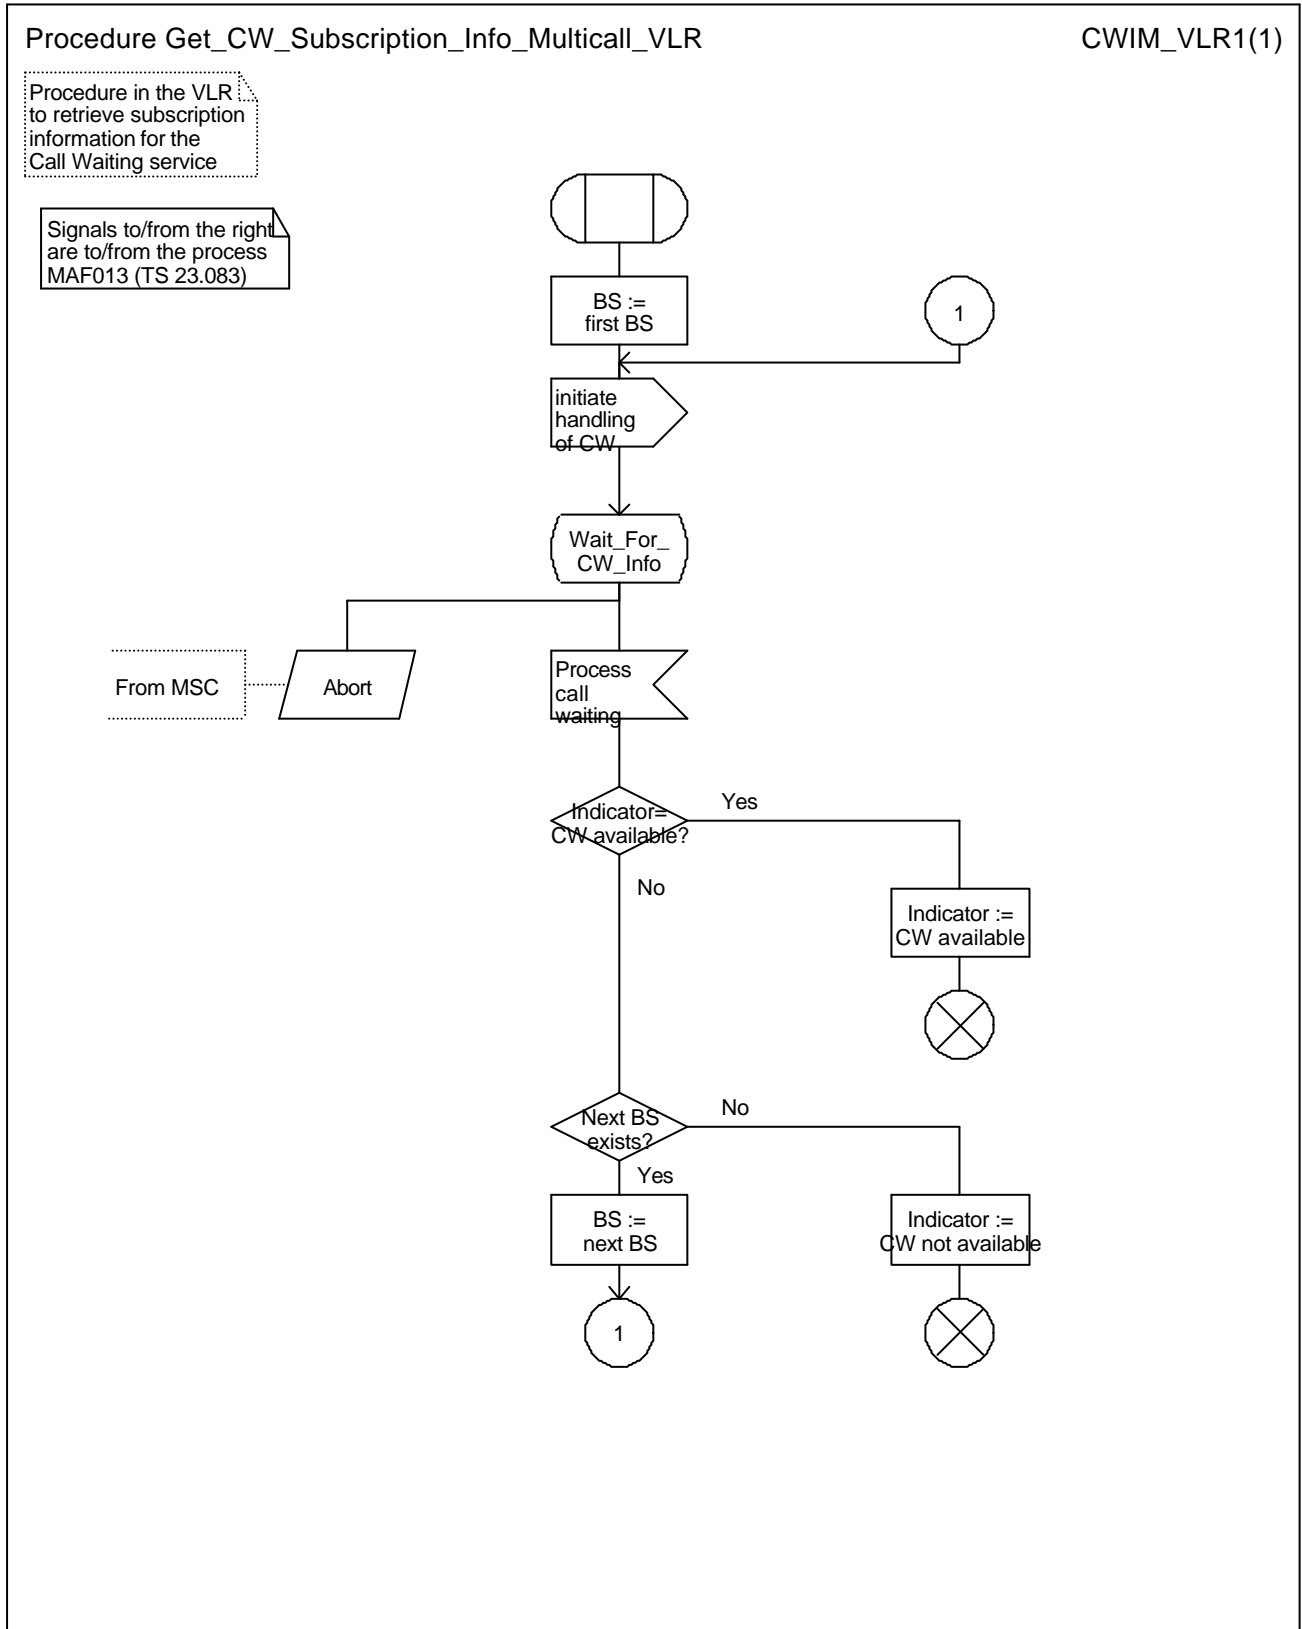 Procedure Get_CW_Subscription_Info_Multicall_VLR
CWIM_VLR1(1)
Procedure in the VLR
to retrieve subscription
information for the
Call Waiting service
Signals to/from the right
are to/from the process
MAF013 (TS 23.083)
BS :=
first BS
1
initiate
handling
of CW
Wait_For_
CW_Info
From MSC
Abort
Process
call
waiting
Indicator=
CW available?
Yes
No
Indicator :=
CW available
Next BS
exists?
No
Yes
BS :=
next BS
Indicator :=
CW not available
1